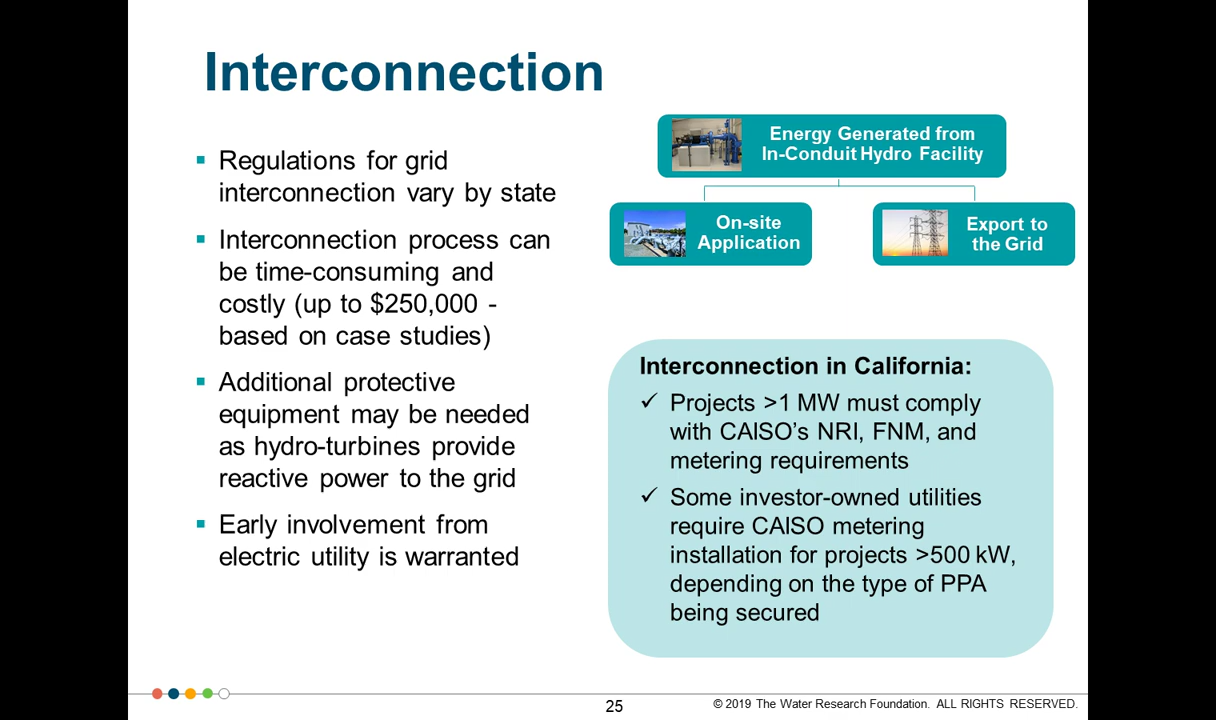 Interconnection
Regulations for grid
interconnection vary by state
Interconnection process can
be time-consuming and
costly (up to $250,000 -
based on case studies)
Additional protective
equipment may be needed
as hydro-turbines provide
reactive power to the grid
Early involvement from
electric utility is warranted
Energy Generated from
In-Conduit Hydro Facility
On-site
Application
Export to
the Grid
Interconnection in California:
Projects >1 MW must comply
with CAISO's NRI, FNM, and
metering requirements
Some investor-owned utilities
require CAISO metering
installation for projects >500 kW,
depending on the type of PPA
being secured
25
© 2019 The Water Research Foundation. ALL RIGHTS RESERVED.